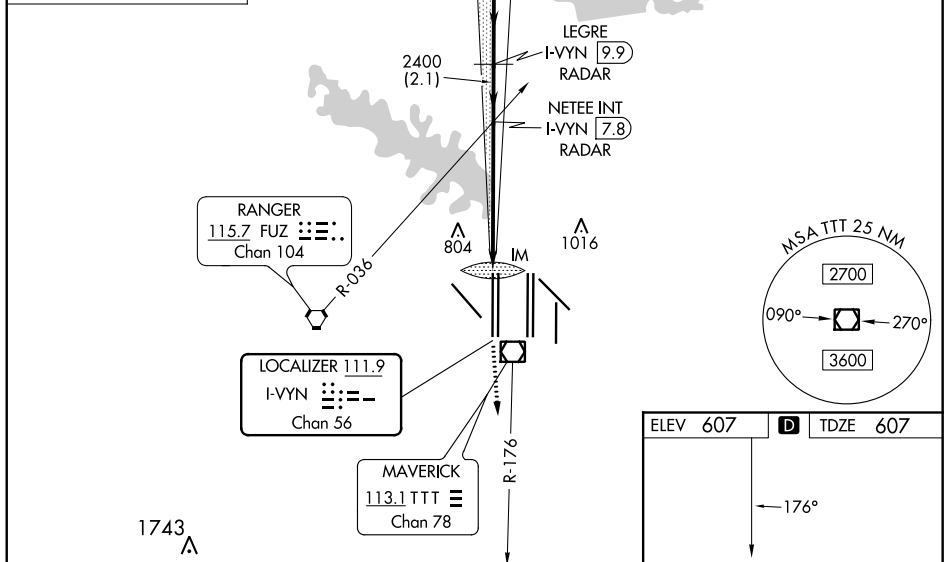 LEGRE
I-VYN 9.9
RADAR
2400
(2.1)
NETEE INT
I-VYN 7.8
RADAR
RANGER
115.7 FUZ
Chan 104
R-036
804
1016
IM
MSA TTT 25 NM
2700
090°
270°
3600
LOCALIZER 111.9
I-VYN
Chan 56
MAVERICK
113.1 TTT
Chan 78
R-176
1743
ELEV 607 D TDZE 607
176°